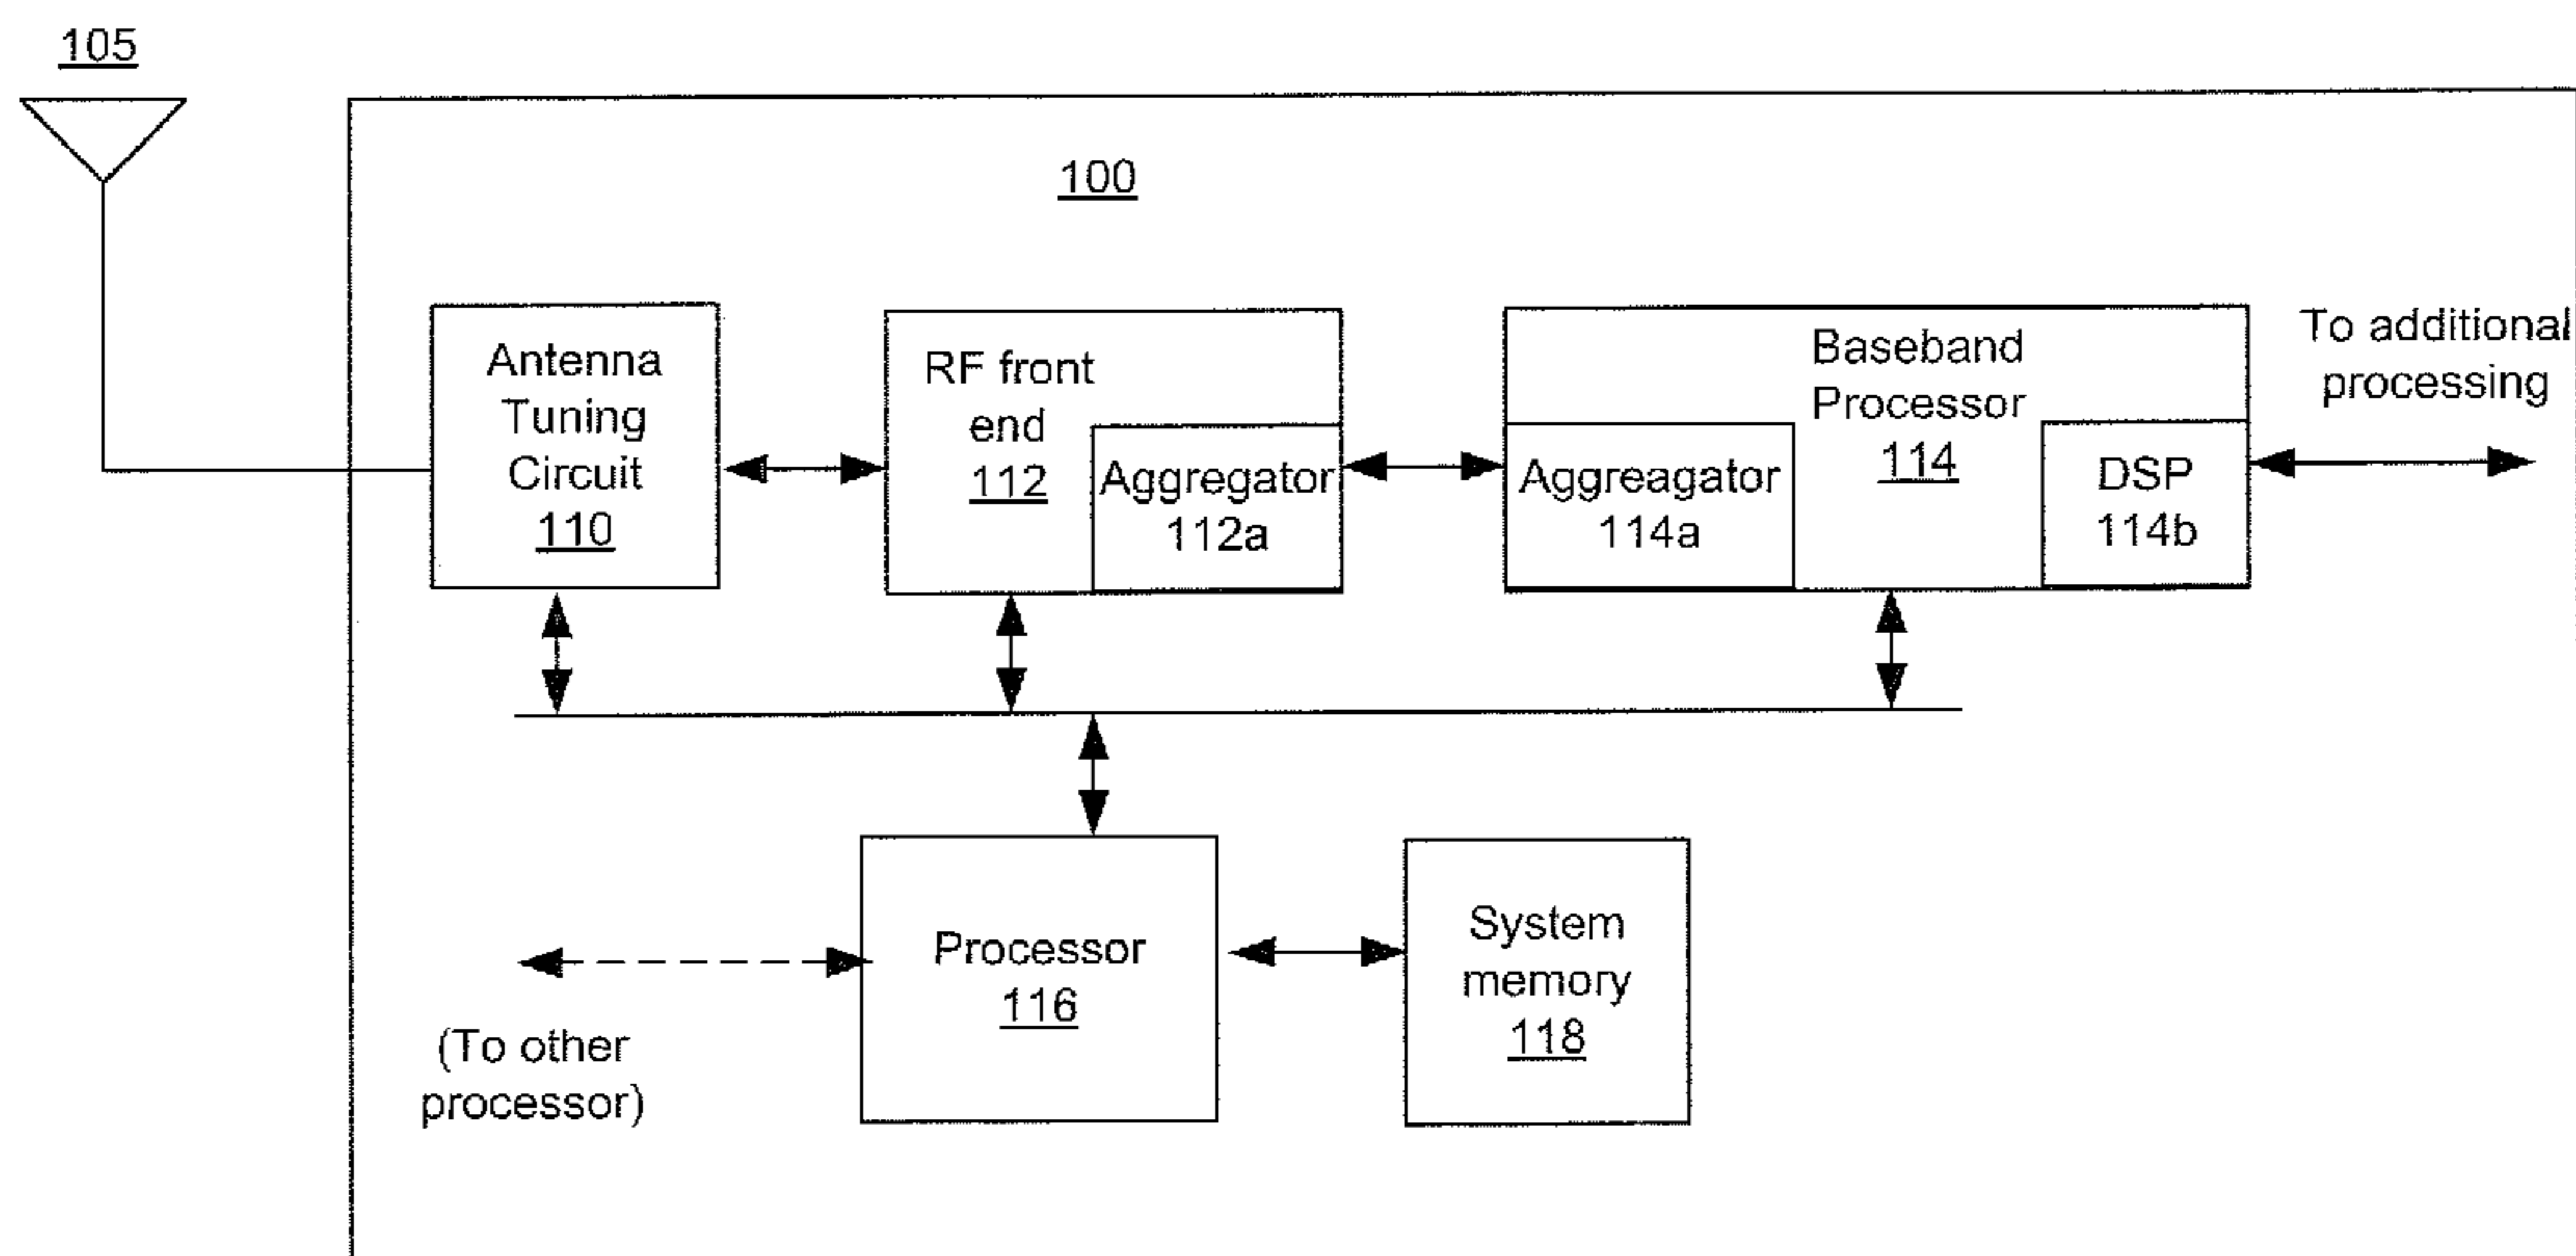 105
100
Antenna
Tuning
Circuit
110
RF front
end
112
Aggregator
112a
Baseband
Processor
114
Aggreagator
114a
DSP
114b
To additional
processing
Processor
116
System
memory
118
(To other
processor)